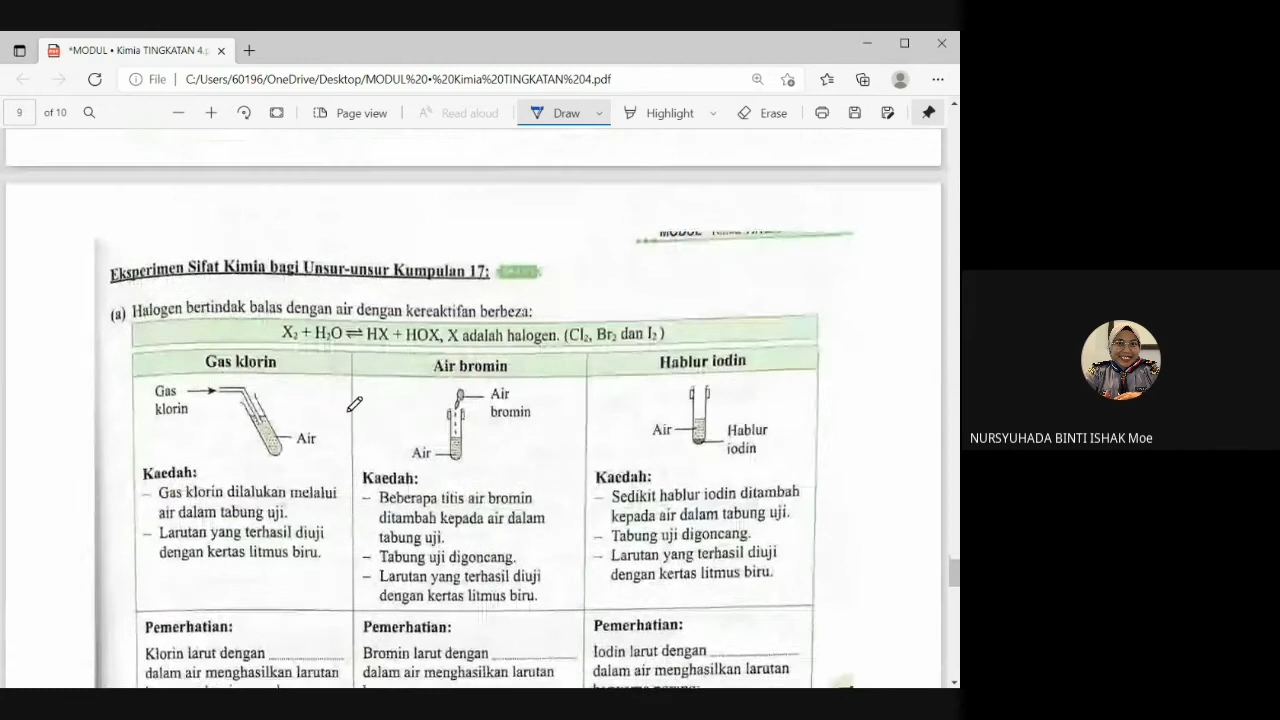 *MODUL • Kimia TINGKATAN 4.p
File
C:/Users/60196/OneDrive/Desktop/MODUL%20•%20Kimia%20TINGKATAN%204.pdf
9 of 10
Page view
Read aloud
Draw
Highlight
Erase
MODUL
Eksperimen Sifat Kimia bagi Unsur-unsur Kumpulan 17:
(a) Halogen bertindak balas dengan air dengan kereaktifan berbeza:
X₂ + H₂O ⇌ HX + HOX, X adalah halogen. (Cl₂, Br₂ dan I₂)
Gas klorin
Gas
klorin
Air
Kaedah:
– Gas klorin dilalukan melalui
air dalam tabung uji.
– Larutan yang terhasil diuji
dengan kertas litmus biru.
Pemerhatian:
Klorin larut dengan ................
dalam air menghasilkan larutan
Air bromin
Air
bromin
Air
Kaedah:
– Beberapa titis air bromin
ditambah kepada air dalam
tabung uji.
– Tabung uji digoncang.
– Larutan yang terhasil diuji
dengan kertas litmus biru.
Pemerhatian:
Bromin larut dengan ................
dalam air menghasilkan larutan
Hablur iodin
Air
Hablur
iodin
Kaedah:
– Sedikit hablur iodin ditambah
kepada air dalam tabung uji.
– Tabung uji digoncang.
– Larutan yang terhasil diuji
dengan kertas litmus biru.
Pemerhatian:
Iodin larut dengan ................
dalam air menghasilkan larutan
NURSYUHADA BINTI ISHAK Moe